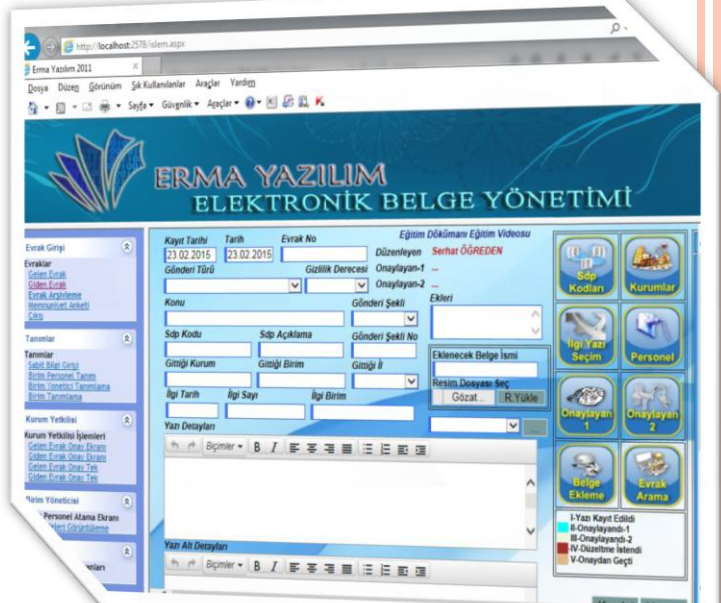 http://localhost:2578/islem.aspx
Erma Yazılım 2011
Dosya Düzen Görünüm Sık Kullanılanlar Araçlar Yardım
Sayfa Güvenlik Araçlar
ERMA YAZILIM
ELEKTRONİK BELGE YÖNETİMİ
Evrak Girişi
Evraklar
Gelen Evrak
Giden Evrak
Evrak Arşivleme
Memnuniyet Anketi
Çıkış
Tanımlar
Tanımlar
Sabit Bilgi Girişi
Birim Personel Tanım
Birim Yönetici Tanımlama
Birim Tanımlama
Kurum Yetkilisi
Kurum Yetkilisi İşlemleri
Gelen Evrak Onay Ekranı
Giden Evrak Onay Ekranı
Gelen Evrak Onay Tek
Giden Evrak Onay Tek
Birim Yöneticisi
Personel Atama Ekranı
Görüntüleme
Eğitim Dökümanı Eğitim Videosu
Kayıt Tarihi Tarih Evrak No
23.02.2015 23.02.2015 Düzenleyen Serhat ÖĞREDEN
Gönderi Türü Gizlilik Derecesi Onaylayan-1 --
Onaylayan-2 --
Konu Gönderi Şekli Ekleri
Sdp Kodu Sdp Açıklama Gönderi Şekli No
Gittiği Kurum Gittiği Birim Gittiği İl
Eklenecek Belge İsmi
Resim Dosyası Seç
Gözat... R.Yükle
İlgi Tarih İlgi Sayı İlgi Birim
Yazı Detayları
...
Biçimler B I
Yazı Alt Detayları
Biçimler B I
Sdp Kodları
Kurumlar
İlgi Yazı Seçim
Personel
Onaylayan 1
Onaylayan 2
Belge Ekleme
Evrak Arama
I-Yazı Kayıt Edildi
II-Onaylayandı-1
III-Onaylayandı-2
IV-Düzeltme İstendi
V-Onaydan Geçti